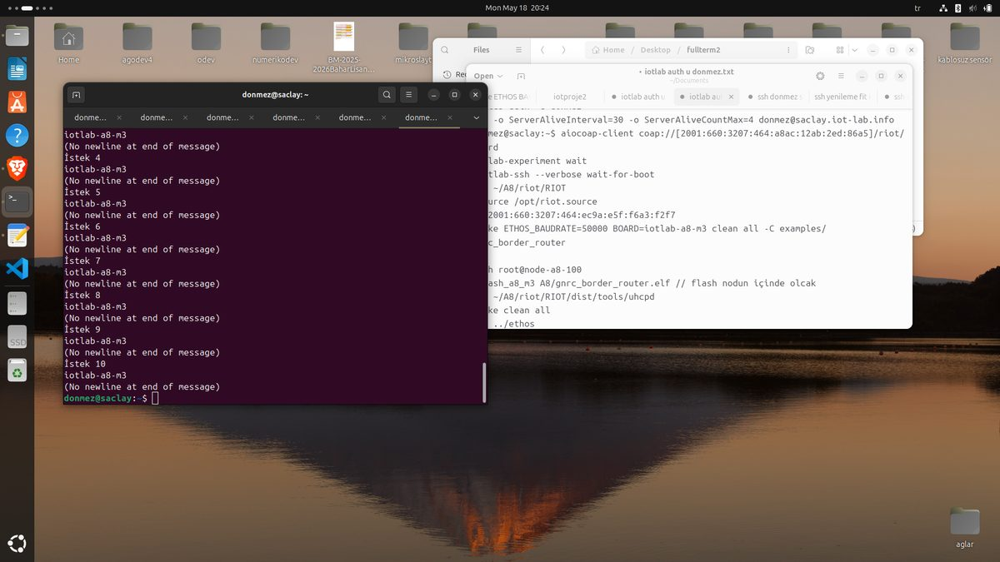 Mon May 18 20:24
tr
Home
agodev4
odev
numerikodev
BM-2025-
2026BaharLisan...
mikroslayt
kablosuz sensör
Files
Home / Desktop / fullterm2
Open
iotlab auth u donmez.txt
~/Documents
iotproje2
iotlab auth u
iotlab au
ssh donmez
ssh yenileme fit
-o ServerAliveInterval=30 -o ServerAliveCountMax=4 donmez@saclay.iot-lab.info
mez@saclay:~$ aiocoap-client coap://[2001:660:3207:464:a8ac:12ab:2ed:86a5]/riot/
rd
lab-experiment wait
tlab-ssh --verbose wait-for-boot
~/A8/riot/RIOT
urce /opt/riot.source
2001:660:3207:464:ec9a:e5f:f6a3:f2f7
ke ETHOS_BAUDRATE=50000 BOARD=iotlab-a8-m3 clean all -C examples/
c_border_router
h root@node-a8-100
ash_a8_m3 A8/gnrc_border_router.elf // flash nodun içinde olcak
~/A8/riot/RIOT/dist/tools/uhcpd
ke clean all
../ethos
donmez@saclay: ~
donme...
donme...
donme...
donme...
donme...
donme...
iotlab-a8-m3
(No newline at end of message)
İstek 4
iotlab-a8-m3
(No newline at end of message)
İstek 5
iotlab-a8-m3
(No newline at end of message)
İstek 6
iotlab-a8-m3
(No newline at end of message)
İstek 7
iotlab-a8-m3
(No newline at end of message)
İstek 8
iotlab-a8-m3
(No newline at end of message)
İstek 9
iotlab-a8-m3
(No newline at end of message)
İstek 10
iotlab-a8-m3
(No newline at end of message)
donmez@saclay:~$
SSD
aglar